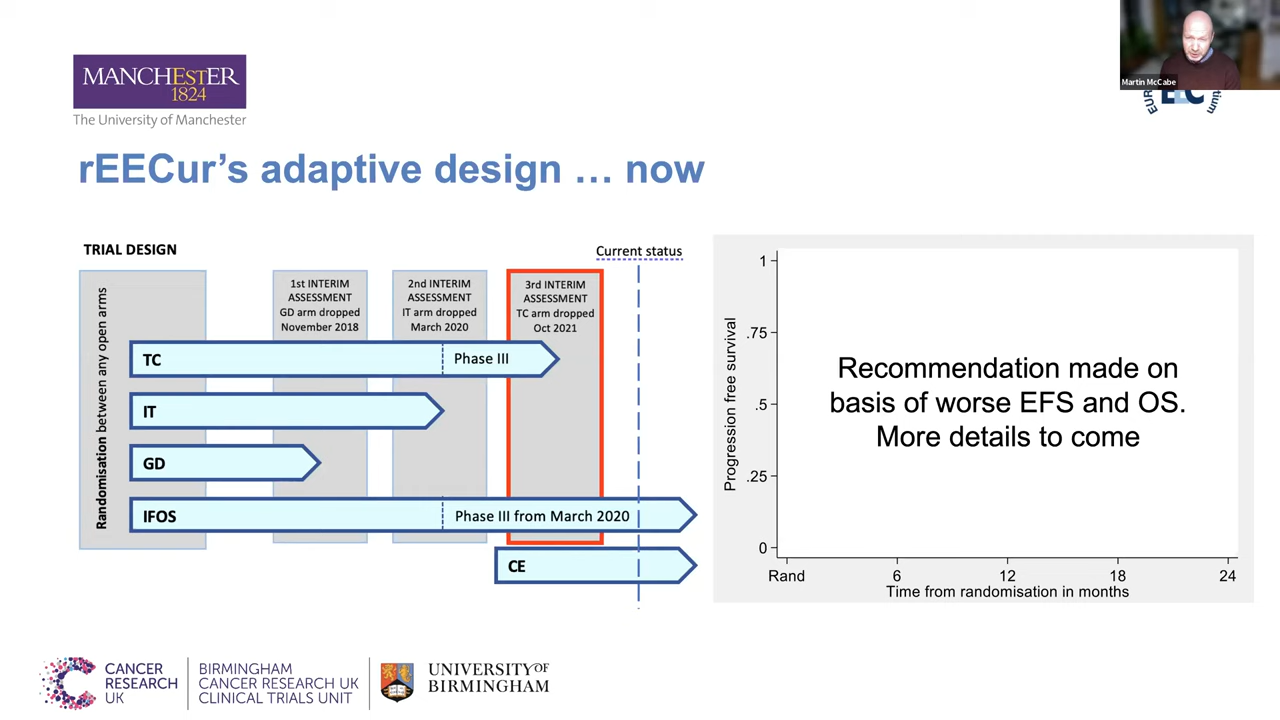 MANCHESTER
1824
The University of Manchester
Martin McCabe
EEC
rEECur’s adaptive design … now
TRIAL DESIGN
Randomisation between any open arms
1st INTERIM
ASSESSMENT
GD arm dropped
November 2018
2nd INTERIM
ASSESSMENT
IT arm dropped
March 2020
3rd INTERIM
ASSESSMENT
TC arm dropped
Oct 2021
Current status
TC
Phase III
IT
GD
IFOS
Phase III from March 2020
CE
Progression free survival
1
.75
.5
.25
0
Recommendation made on
basis of worse EFS and OS.
More details to come
Rand
6
12
18
24
Time from randomisation in months
CANCER
RESEARCH
UK
BIRMINGHAM
CANCER RESEARCH UK
CLINICAL TRIALS UNIT
UNIVERSITY OF
BIRMINGHAM